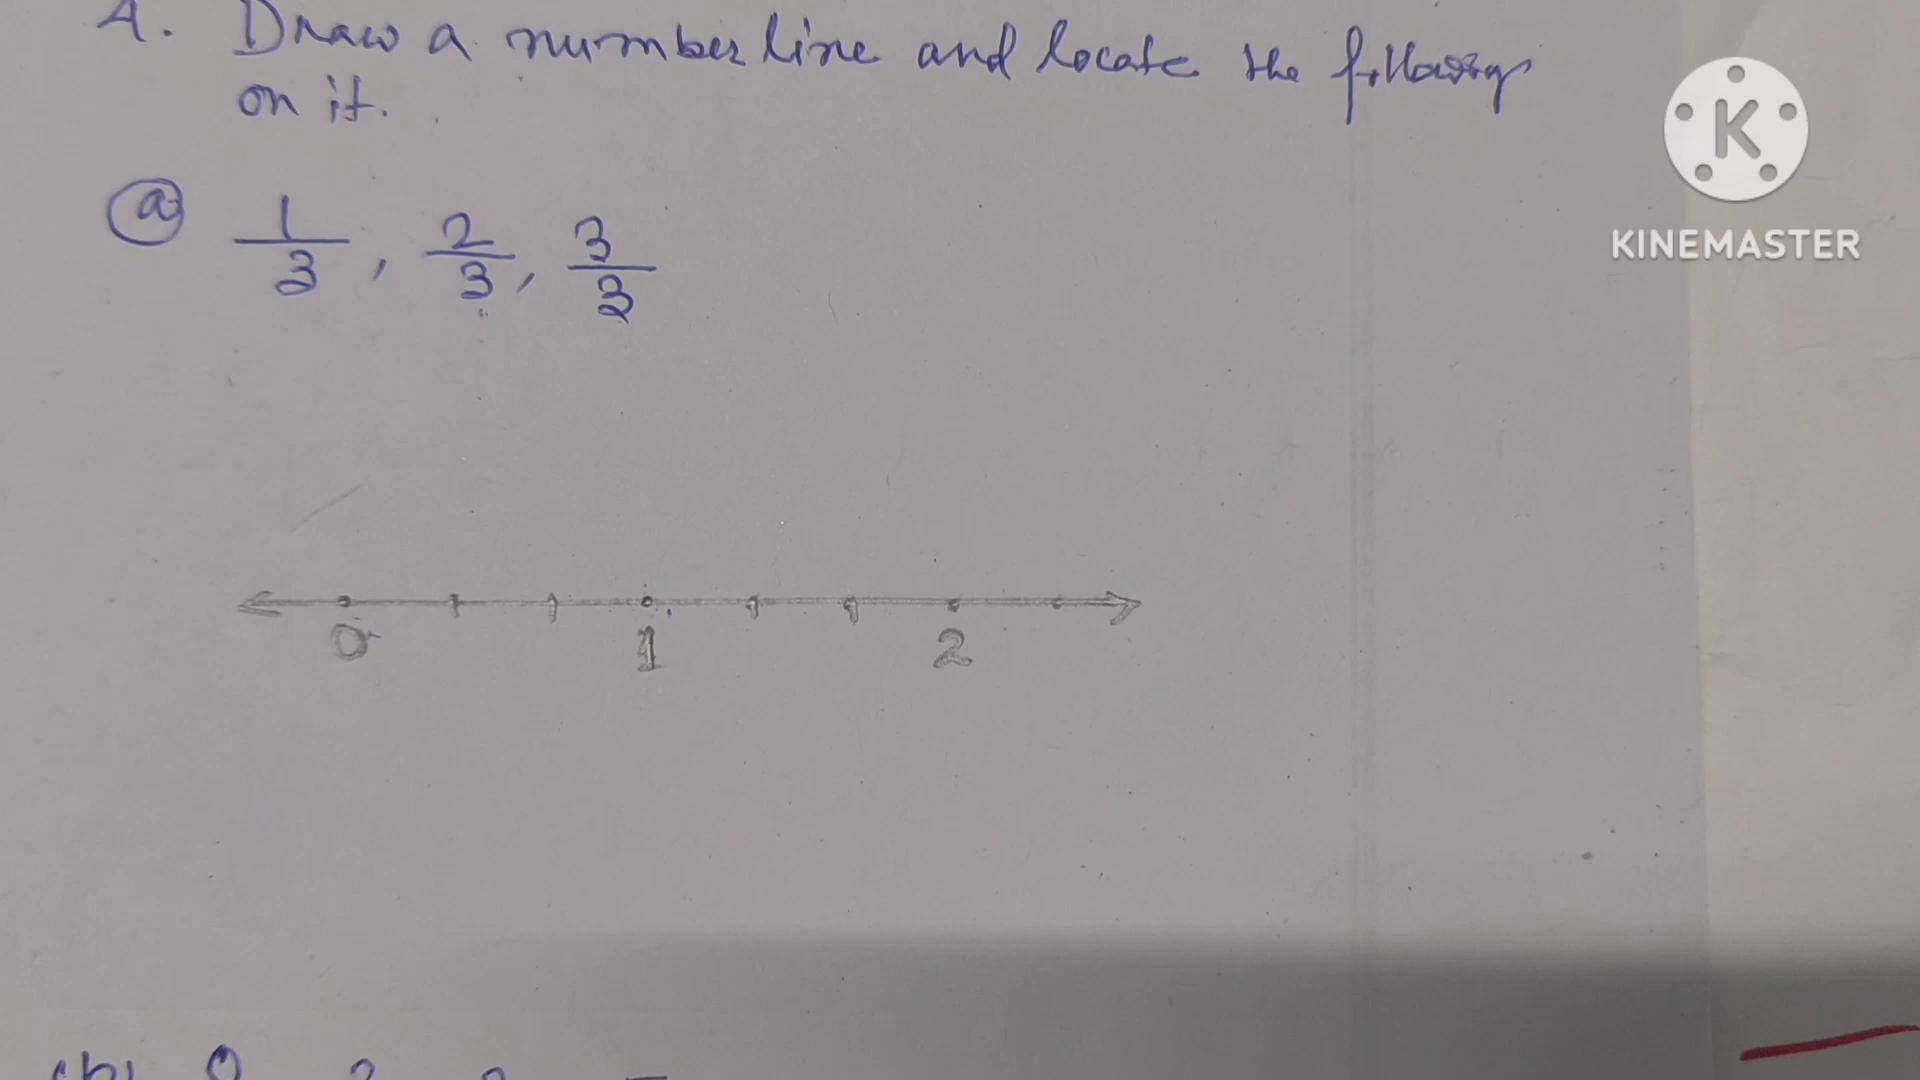 4. Draw a number line and locate the following
on it.
(a) 1/3, 2/3, 3/3
K
KINEMASTER
0 1 2